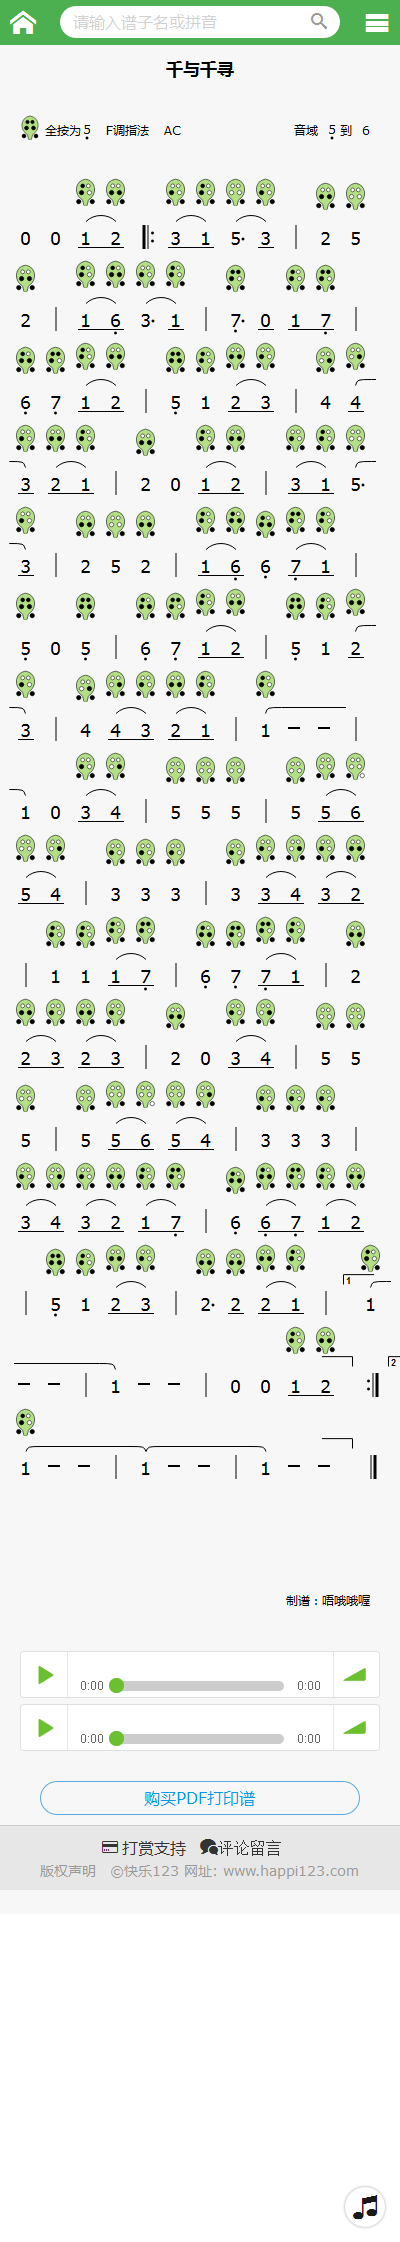 请输入谱子名或拼音
千与千寻
全按为5̣ F调指法 AC 音域 5̣ 到 6
0 0 1 2 ‖: 3 1 5· 3 | 2 5
2 | 1 6̣ 3· 1 | 7̣· 0 1 7̣ |
6̣ 7̣ 1 2 | 5̣ 1 2 3 | 4 4
3 2 1 | 2 0 1 2 | 3 1 5·
3 | 2 5 2 | 1 6̣ 6̣ 7̣ 1 |
5̣ 0 5̣ | 6̣ 7̣ 1 2 | 5̣ 1 2
3 | 4 4 3 2 1 | 1 – – |
1 0 3 4 | 5 5 5 | 5 5 6
5 4 | 3 3 3 | 3 3 4 3 2
| 1 1 1 7̣ | 6̣ 7̣ 7̣ 1 | 2
2 3 2 3 | 2 0 3 4 | 5 5
5 | 5 5 6 5 4 | 3 3 3 |
3 4 3 2 1 7̣ | 6̣ 6̣ 7̣ 1 2
| 5̣ 1 2 3 | 2· 2 2 1 | 1 1
– – | 1 – – | 0 0 1 2 :‖ 2
1 – – | 1 – – | 1 – – ‖
制谱：唔哦哦喔
0:00 0:00
0:00 0:00
购买PDF打印谱
打赏支持 评论留言
版权声明 ©快乐123 网址: www.happi123.com